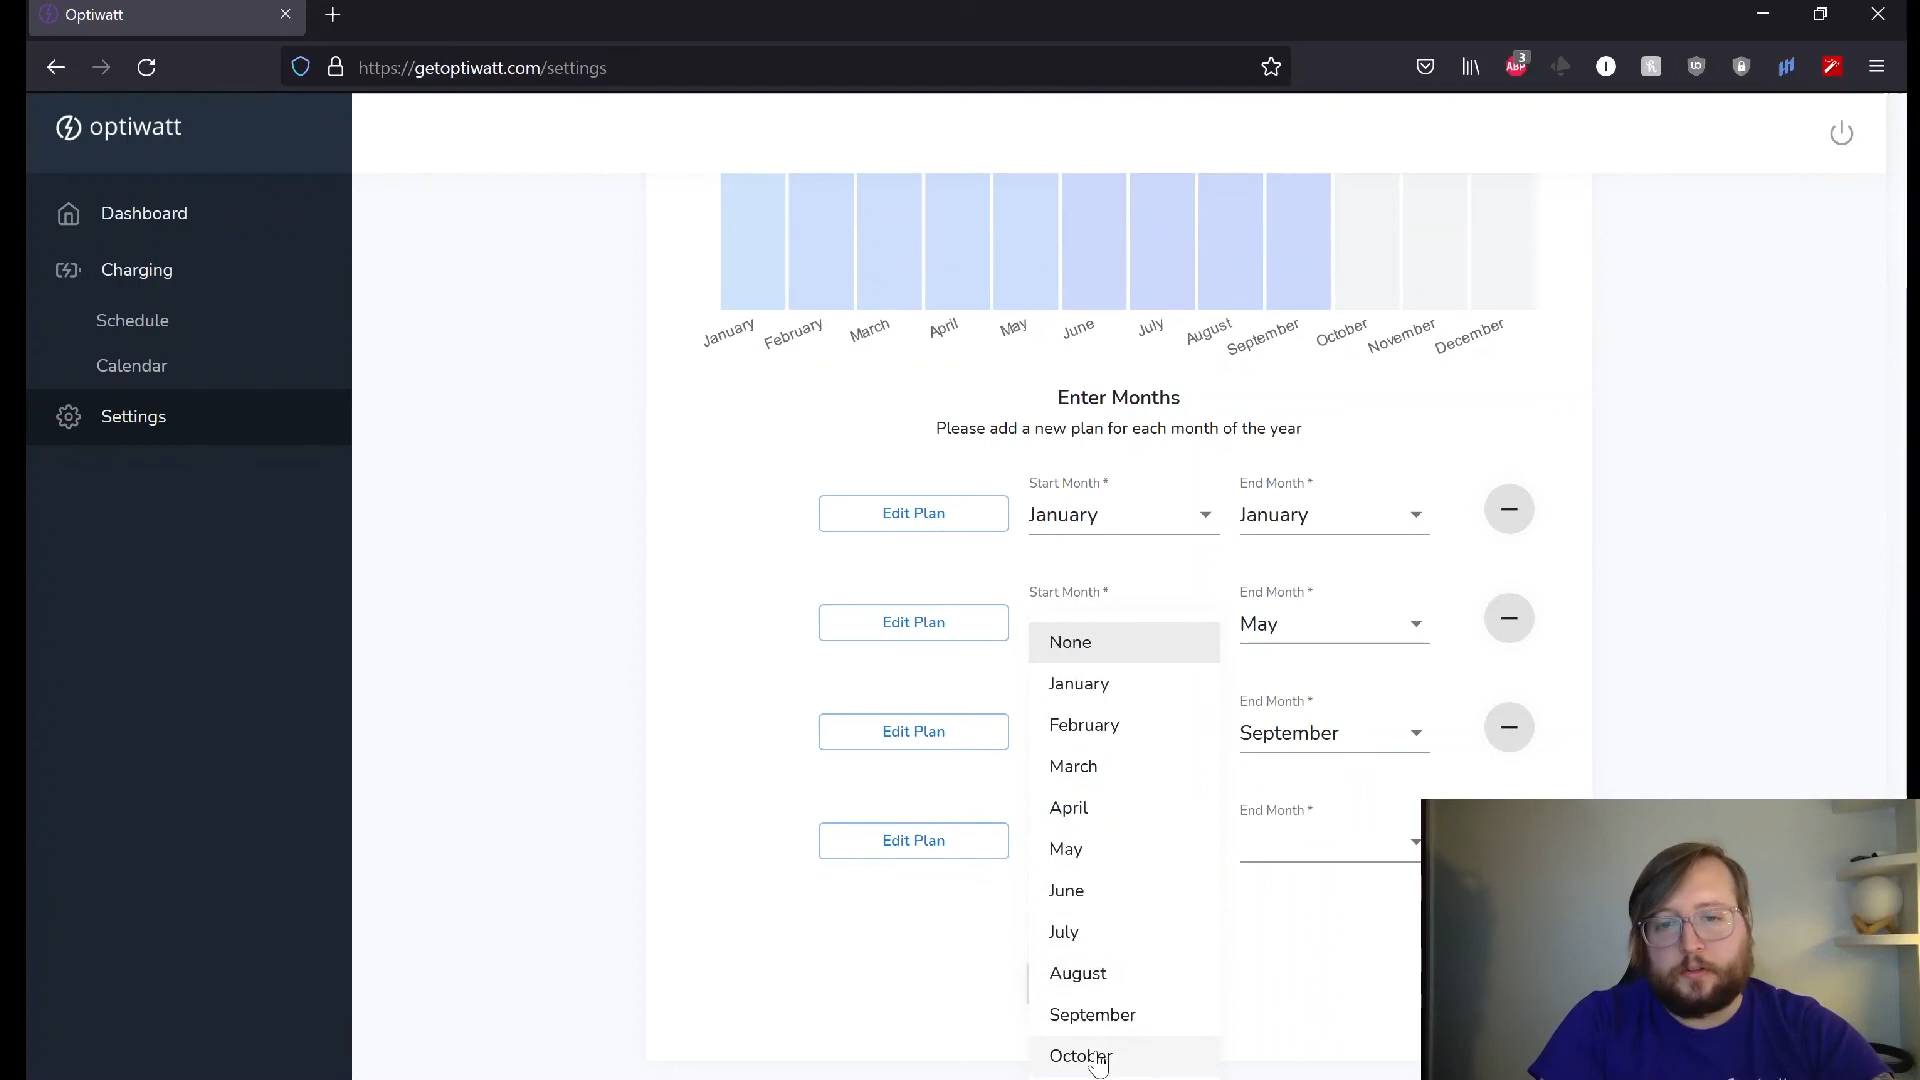 Optiwatt
https://getoptiwatt.com/settings
3
ABP
optiwatt
Dashboard
Charging
Schedule
Calendar
Settings
January
February
March
April
May
June
July
August
September
October
November
December
Enter Months
Please add a new plan for each month of the year
Edit Plan
Start Month *
January
End Month *
January
Edit Plan
Start Month *
End Month *
May
Edit Plan
End Month *
September
Edit Plan
End Month *
None
January
February
March
April
May
June
July
August
September
October